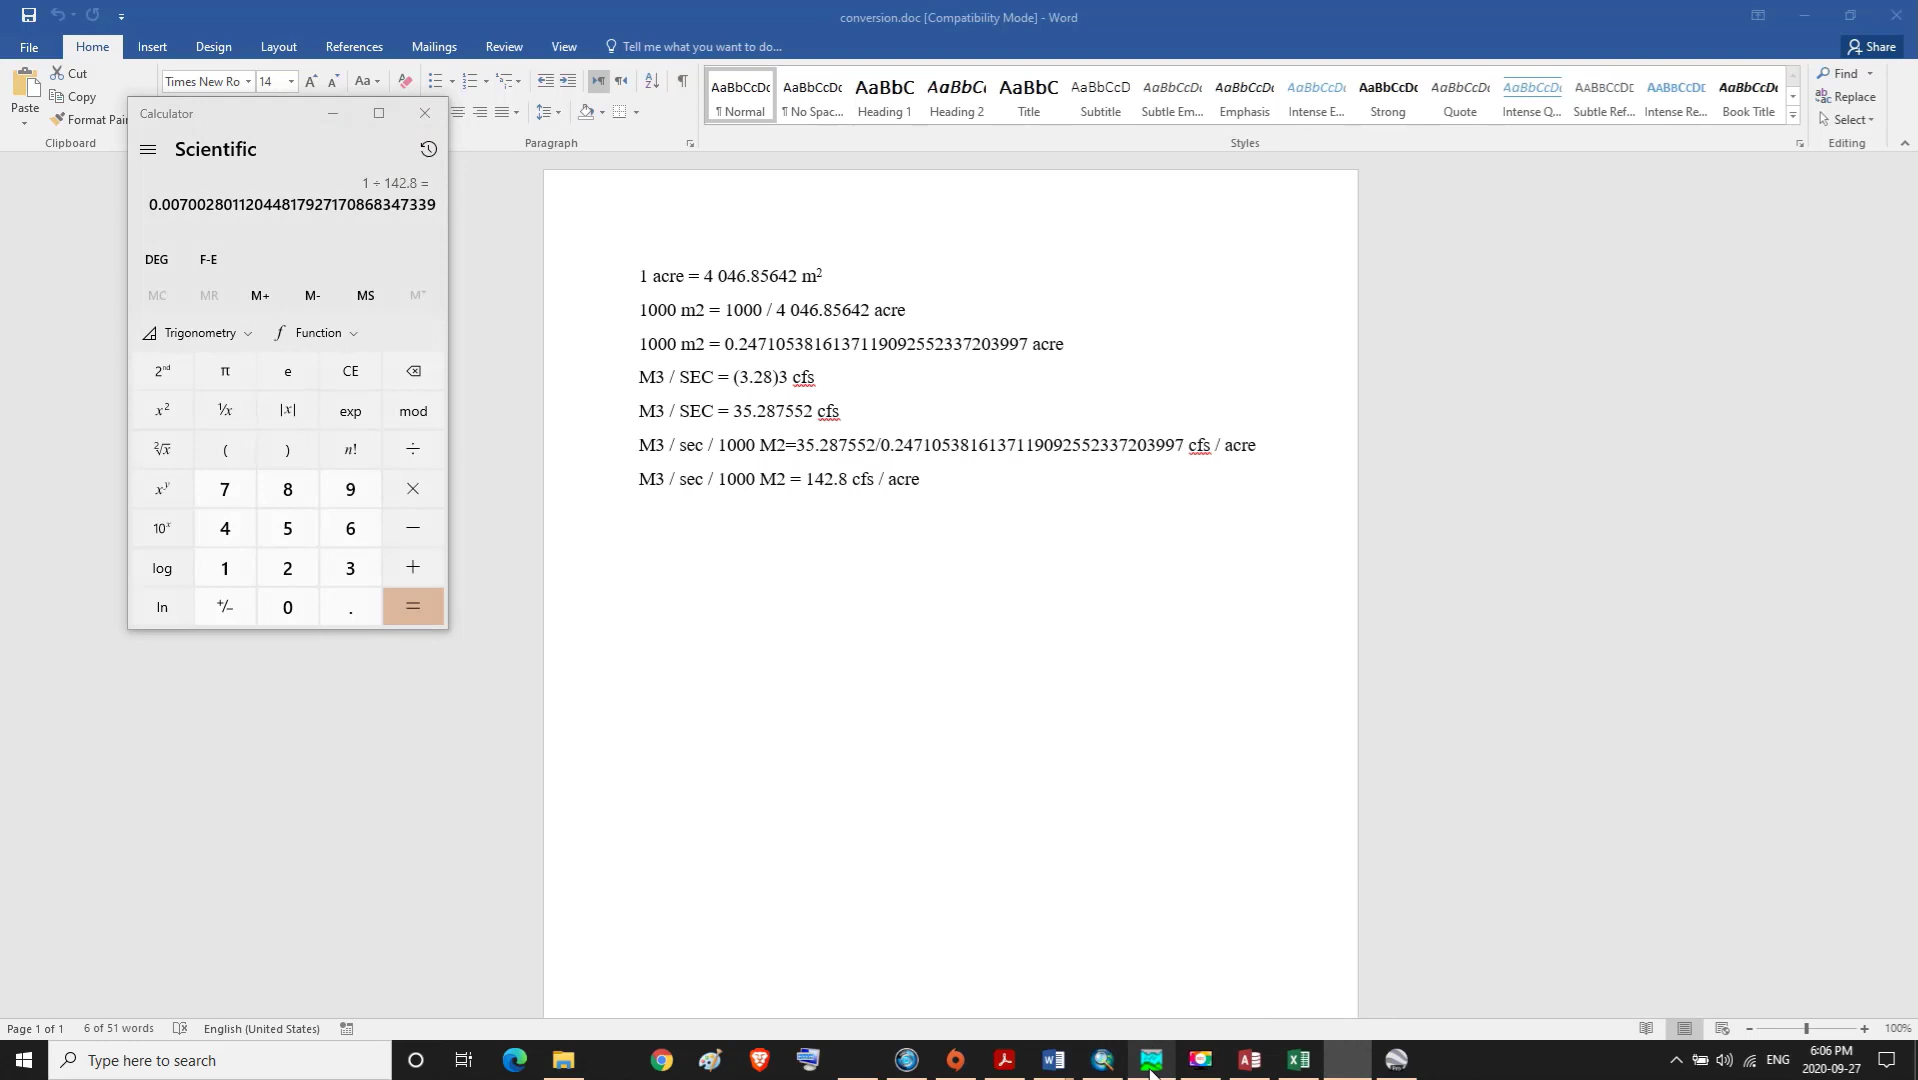 conversion.doc [Compatibility Mode] - Word
File Home Insert Design Layout References Mailings Review View Tell me what you want to do... Share
Paste Cut Copy Format Pai
Clipboard
Times New Ro 14 Aa
Paragraph
AaBbCcDc ¶ Normal
AaBbCcDc ¶ No Spac...
AaBbC Heading 1
AaBbC Heading 2
AaBbC Title
AaBbCcD Subtitle
AaBbCcDc Subtle Em...
AaBbCcDc Emphasis
AaBbCcDc Intense E...
AaBbCcDc Strong
AaBbCcDc Quote
AaBbCcDc Intense Q...
AaBbCcDc Subtle Ref...
AaBbCcDc Intense Re...
AaBbCcDc Book Title
Styles
Find
Replace
Select
Editing
Calculator
Scientific
1 ÷ 142.8 =
0.00700280112044817927170868347339
DEG F-E
MC MR M+ M- MS M˅
Trigonometry f Function
2nd π e CE
x² ¹/x |x| exp mod
²√x ( ) n! ÷
xʸ 7 8 9 ×
10ˣ 4 5 6 −
log 1 2 3 +
ln +/− 0 . =
1 acre = 4 046.85642 m²
1000 m2 = 1000 / 4 046.85642 acre
1000 m2 = 0.2471053816137119092552337203997 acre
M3 / SEC = (3.28)3 cfs
M3 / SEC = 35.287552 cfs
M3 / sec / 1000 M2=35.287552/0.2471053816137119092552337203997 cfs / acre
M3 / sec / 1000 M2 = 142.8 cfs / acre
Page 1 of 1 6 of 51 words English (United States) 100%
Type here to search
ENG
6:06 PM
2020-09-27